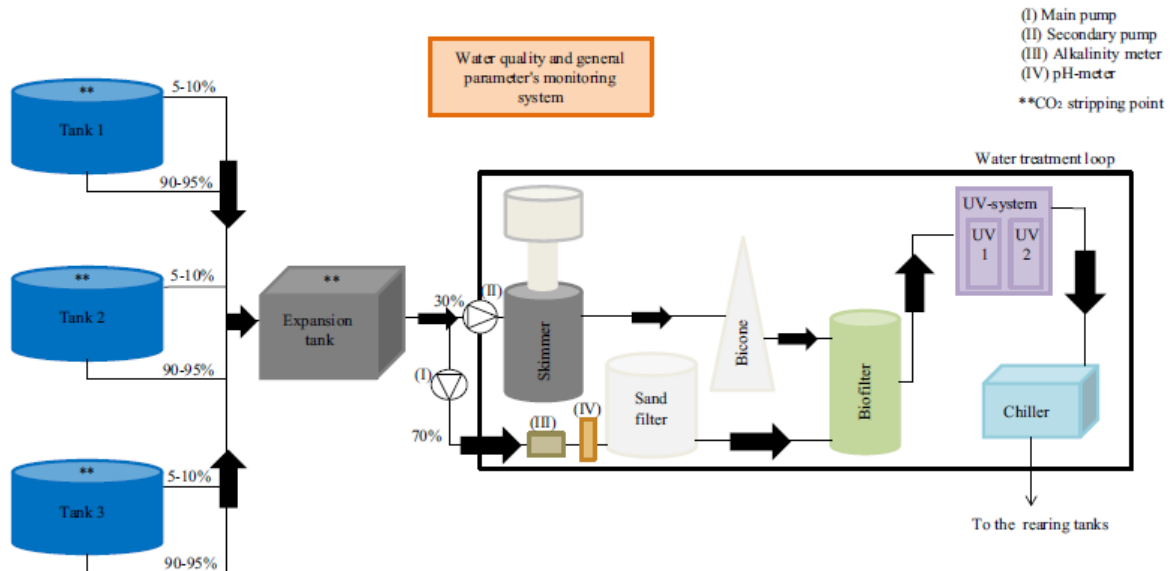 (I) Main pump
(II) Secondary pump
(III) Alkalinity meter
(IV) pH-meter
**CO₂ stripping point
Water quality and general
parameter's monitoring
system
**
5-10%
Tank 1
90-95%
**
5-10%
Tank 2
90-95%
**
5-10%
Tank 3
90-95%
**
Expansion
tank
30%
(II)
(I)
70%
Water treatment loop
Skimmer
(III)
(IV)
Sand
filter
Bicone
Biofilter
UV-system
UV
1
UV
2
Chiller
To the rearing tanks